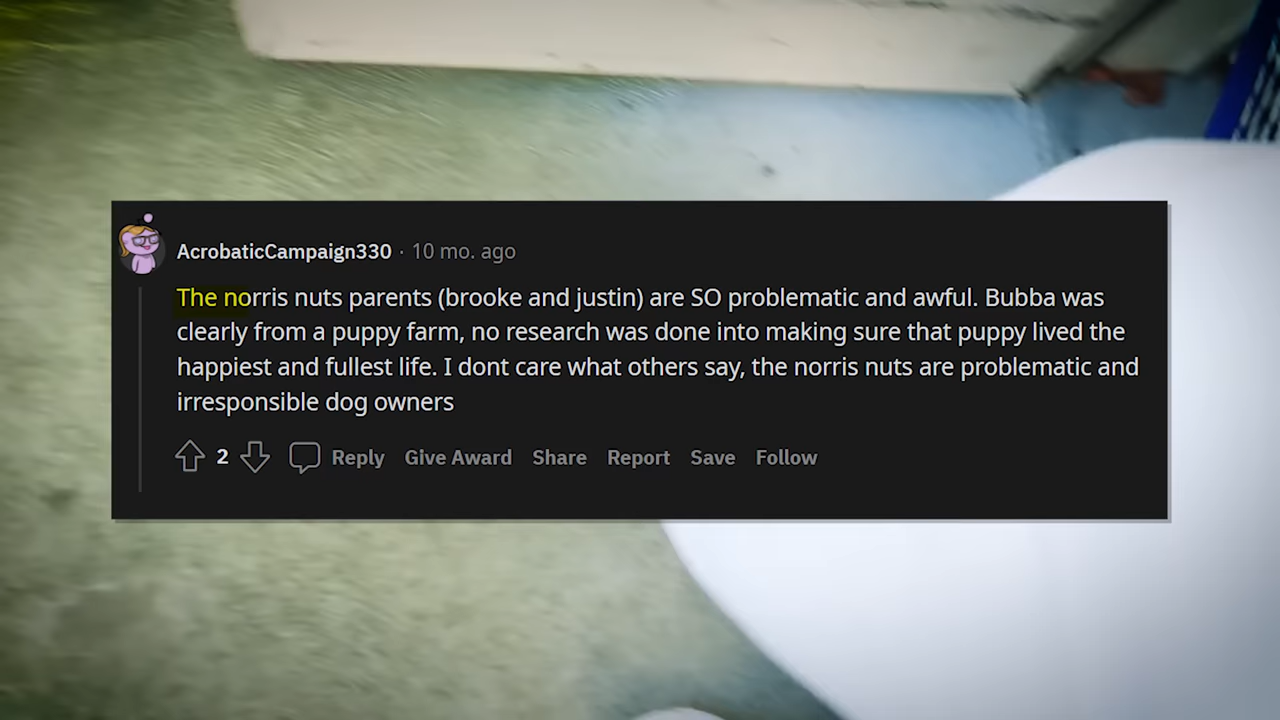 AcrobaticCampaign330 · 10 mo. ago
The norris nuts parents (brooke and justin) are SO problematic and awful. Bubba was
clearly from a puppy farm, no research was done into making sure that puppy lived the
happiest and fullest life. I dont care what others say, the norris nuts are problematic and
irresponsible dog owners
2 Reply Give Award Share Report Save Follow